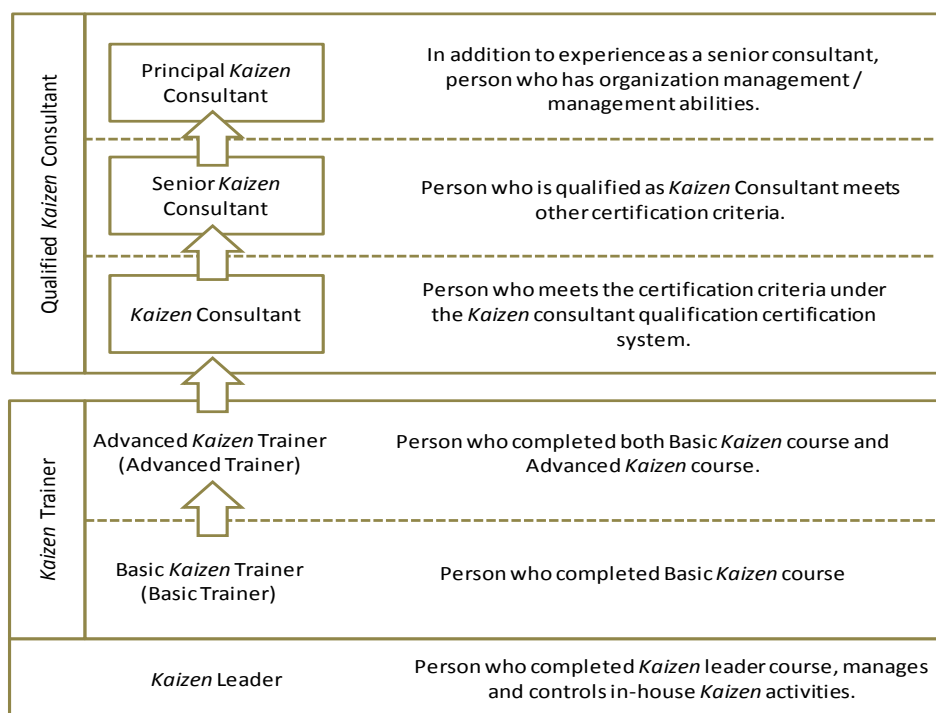 Qualified Kaizen Consultant
Principal Kaizen
Consultant
In addition to experience as a senior consultant,
person who has organization management /
management abilities.
Senior Kaizen
Consultant
Person who is qualified as Kaizen Consultant meets
other certification criteria.
Kaizen Consultant
Person who meets the certification criteria under
the Kaizen consultant qualification certification
system.
Kaizen Trainer
Advanced Kaizen Trainer
(Advanced Trainer)
Person who completed both Basic Kaizen course and
Advanced Kaizen course.
Basic Kaizen Trainer
(Basic Trainer)
Person who completed Basic Kaizen course
Kaizen Leader
Person who completed Kaizen leader course, manages
and controls in-house Kaizen activities.